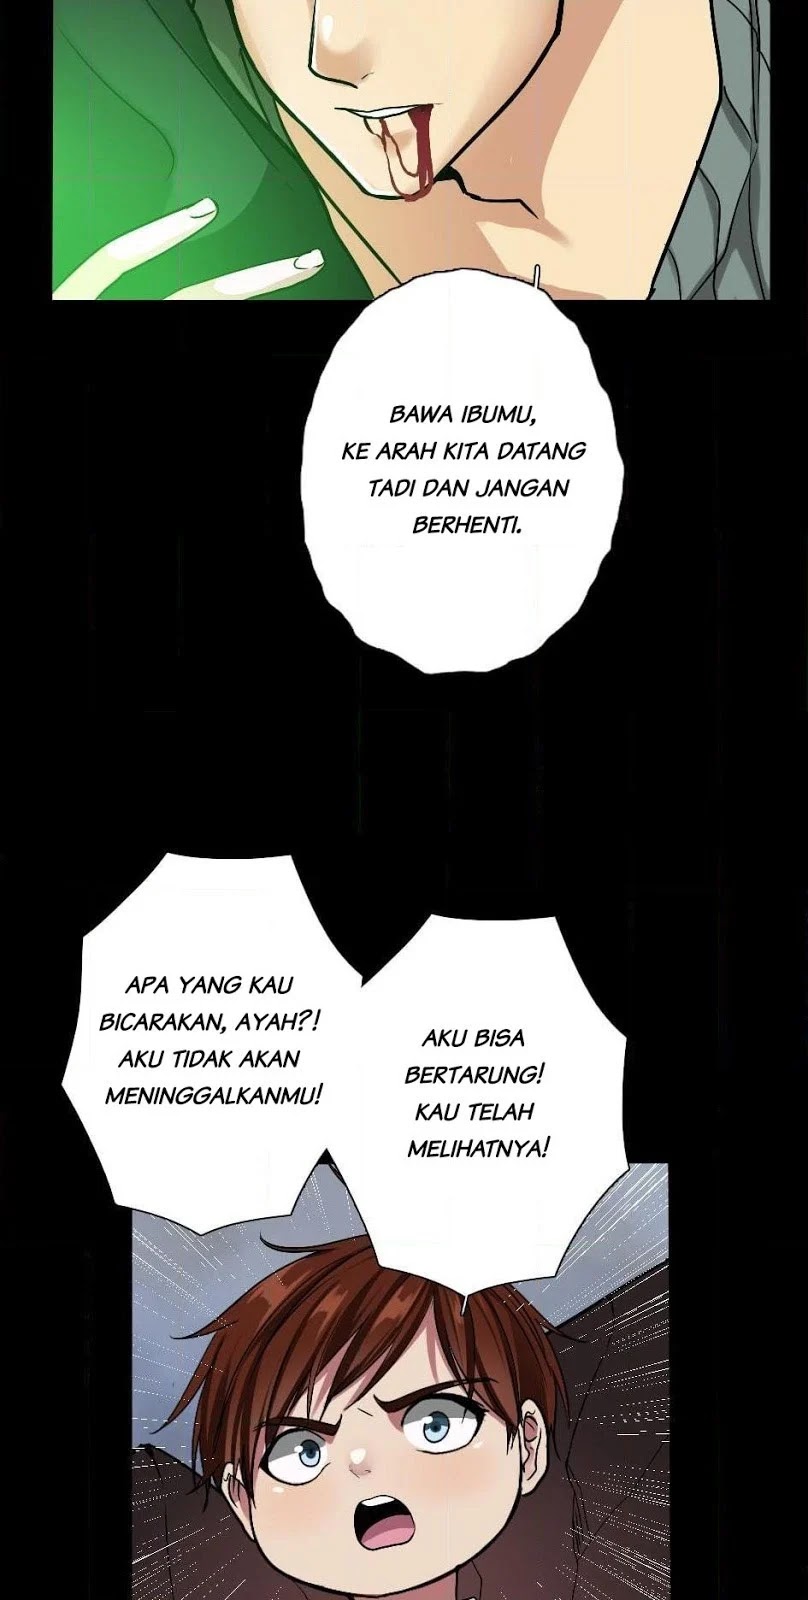 BAWA IBUMU,
KE ARAH KITA DATANG
TADI DAN JANGAN
BERHENTI.
APA YANG KAU
BICARAKAN, AYAH?!
AKU TIDAK AKAN
MENINGGALKANMU!
AKU BISA
BERTARUNG!
KAU TELAH
MELIHATNYA!